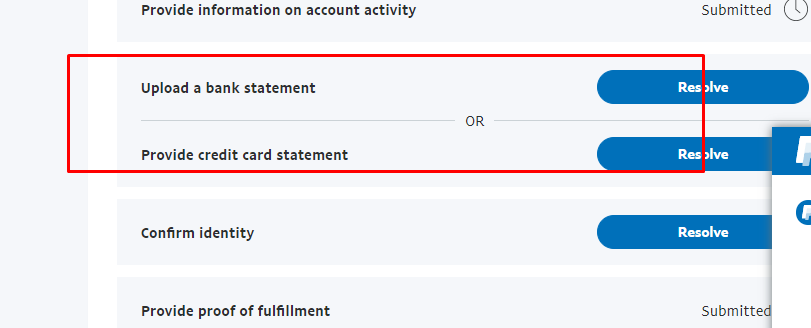 Provide information on account activity Submitted
Upload a bank statement Resolve
OR
Provide credit card statement Resolve
Confirm identity Resolve
Provide proof of fulfillment Submitted